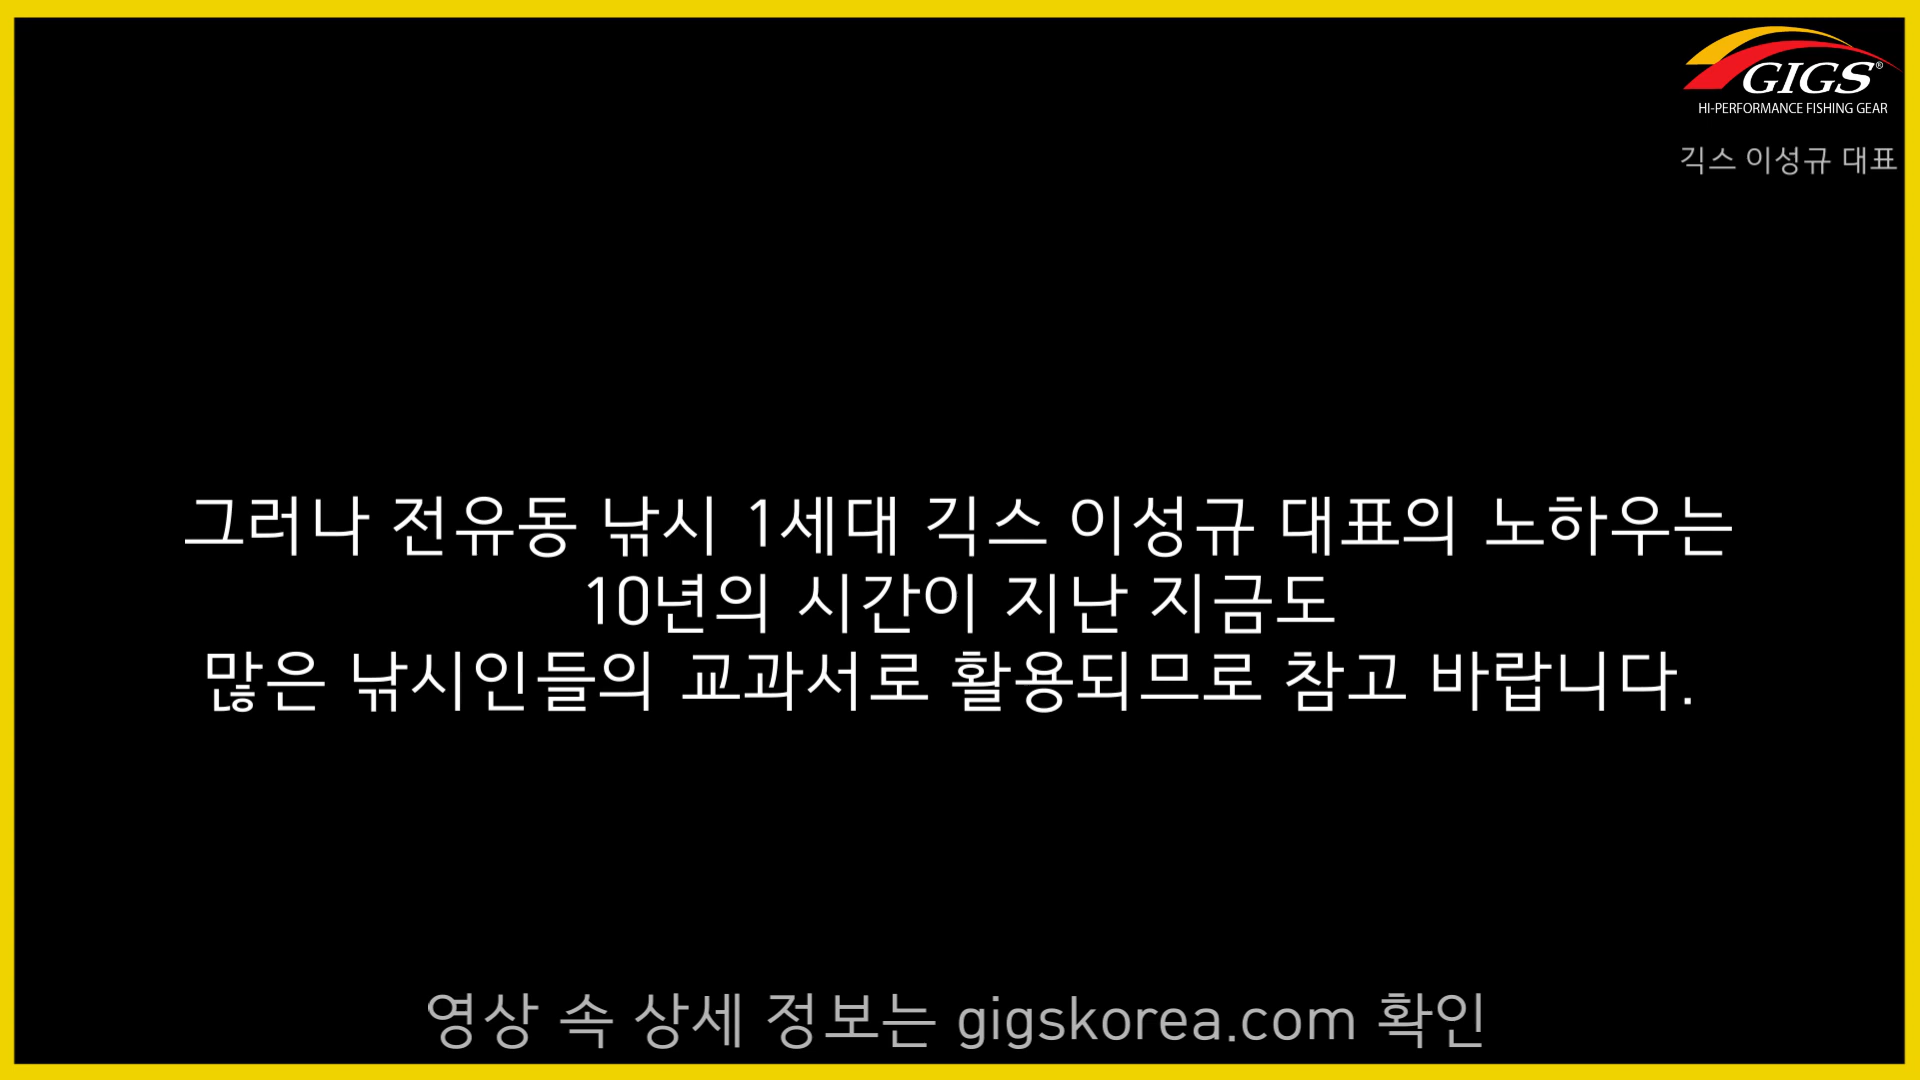 GIGS®
HI-PERFORMANCE FISHING GEAR
긱스 이성규 대표
그러나 전유동 낚시 1세대 긱스 이성규 대표의 노하우는
10년의 시간이 지난 지금도
많은 낚시인들의 교과서로 활용되므로 참고 바랍니다.
영상 속 상세 정보는 gigskorea.com 확인